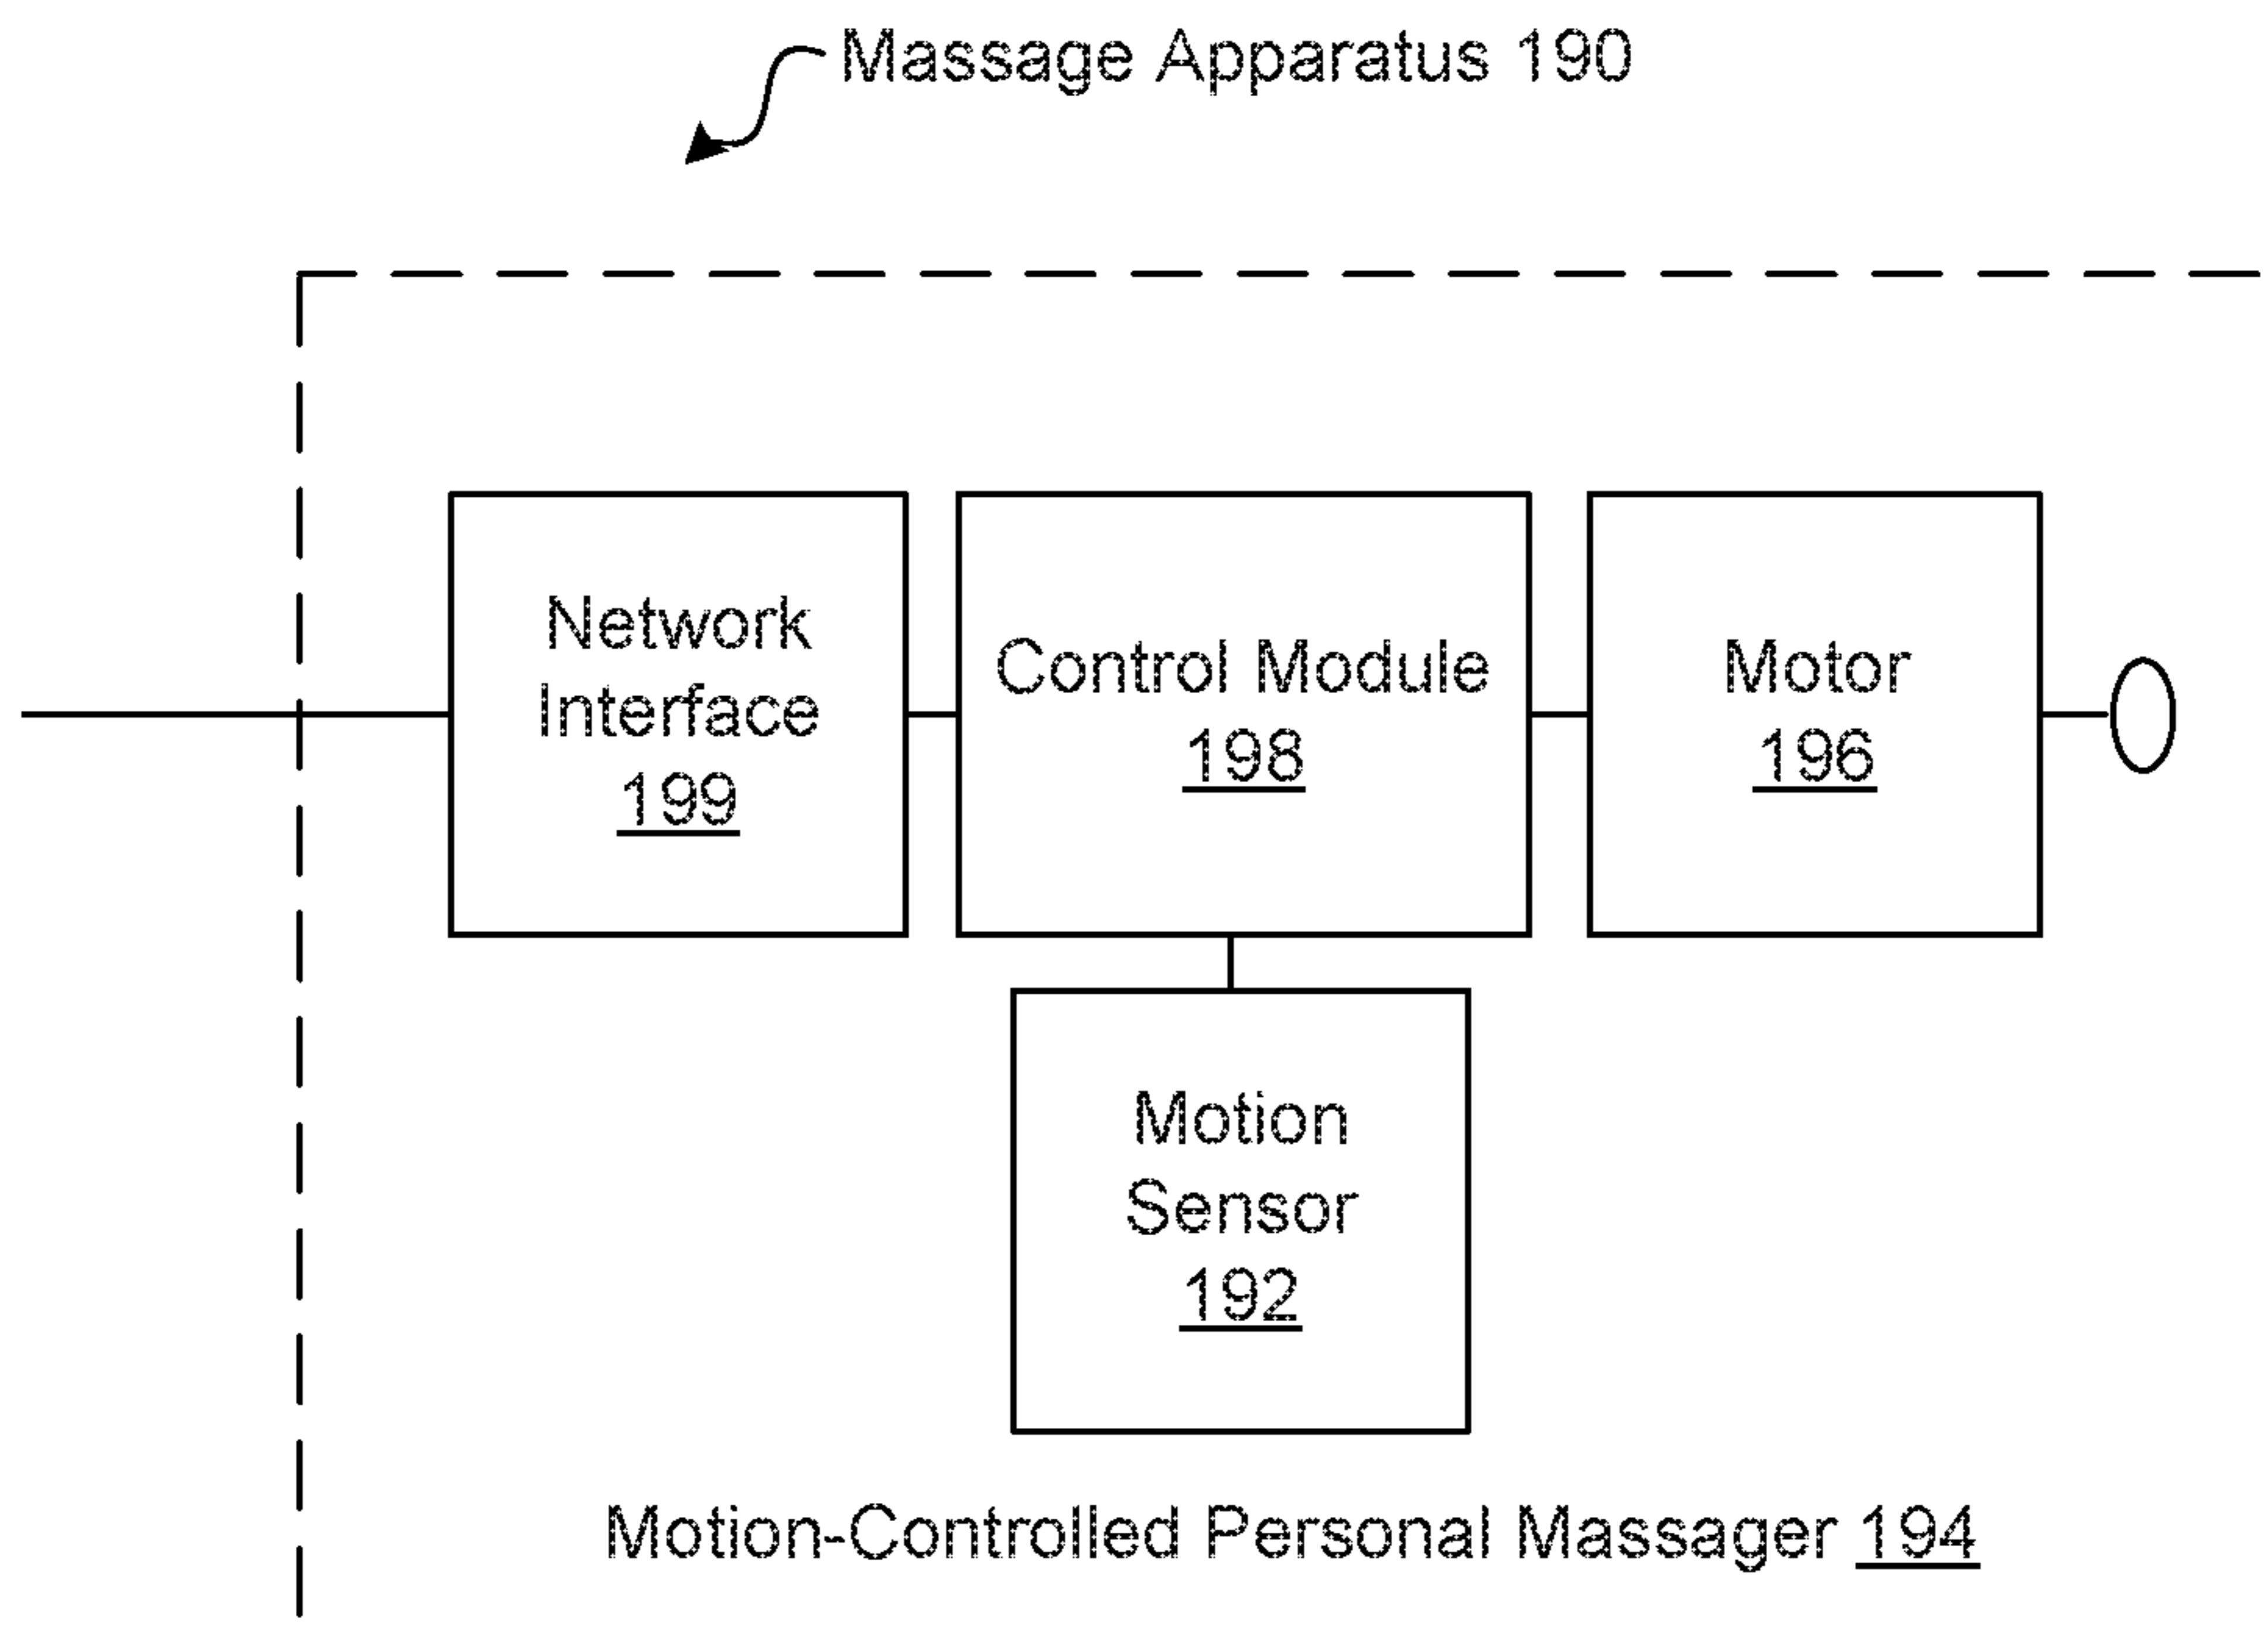 Massage Apparatus 190
Network
Interface
199
Control Module
198
Motor
196
Motion
Sensor
192
Motion-Controlled Personal Massager 194